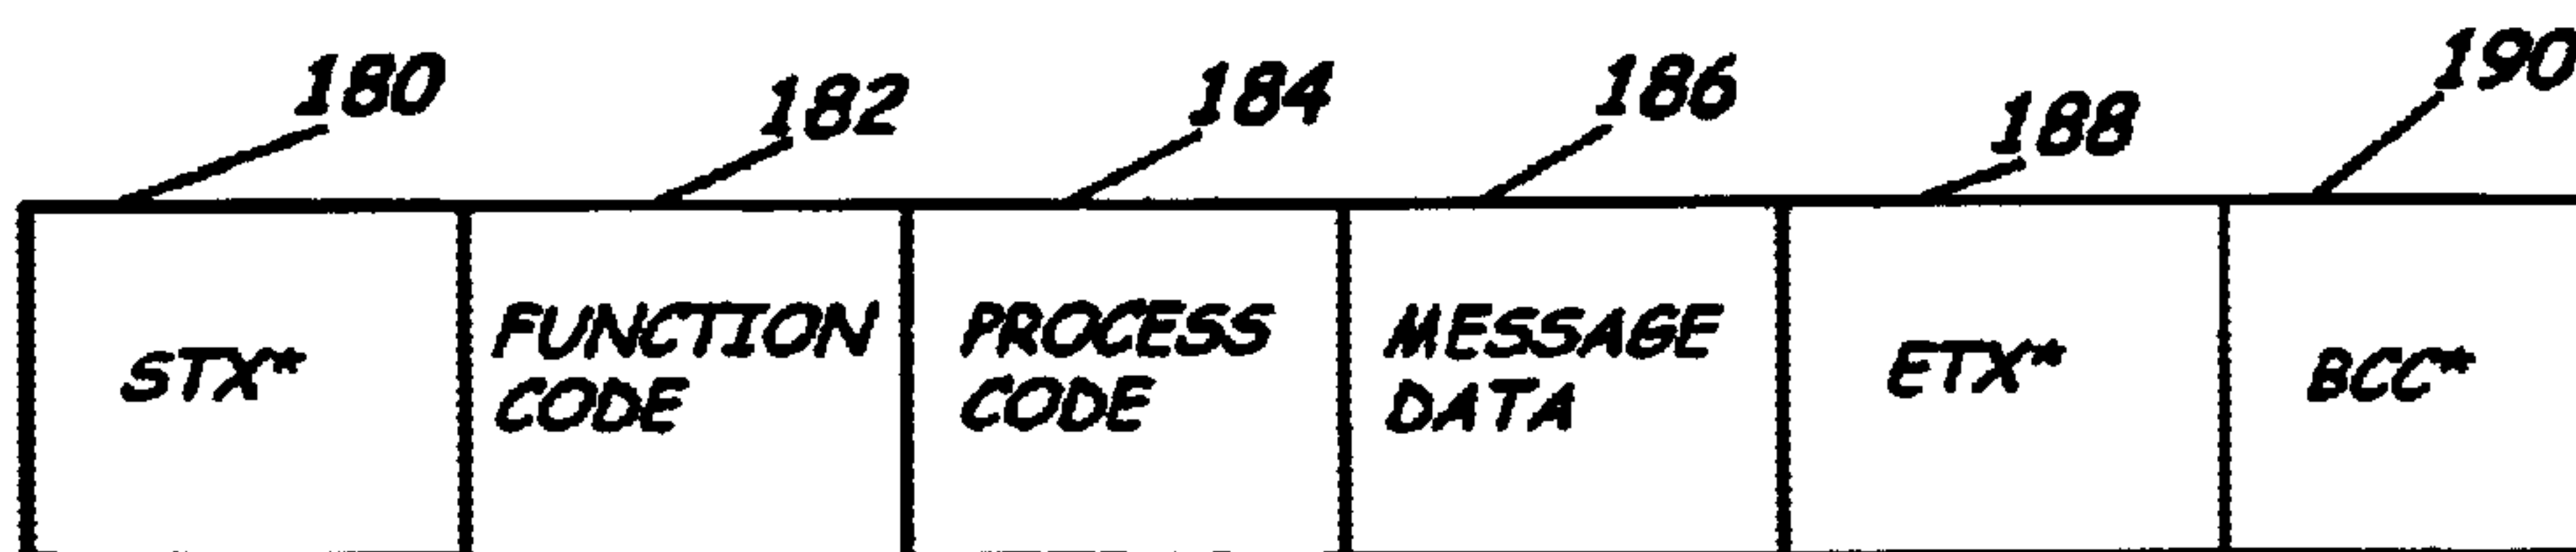 180 182 184 186 188 190
STX* FUNCTION CODE PROCESS CODE MESSAGE DATA ETX* BCC*